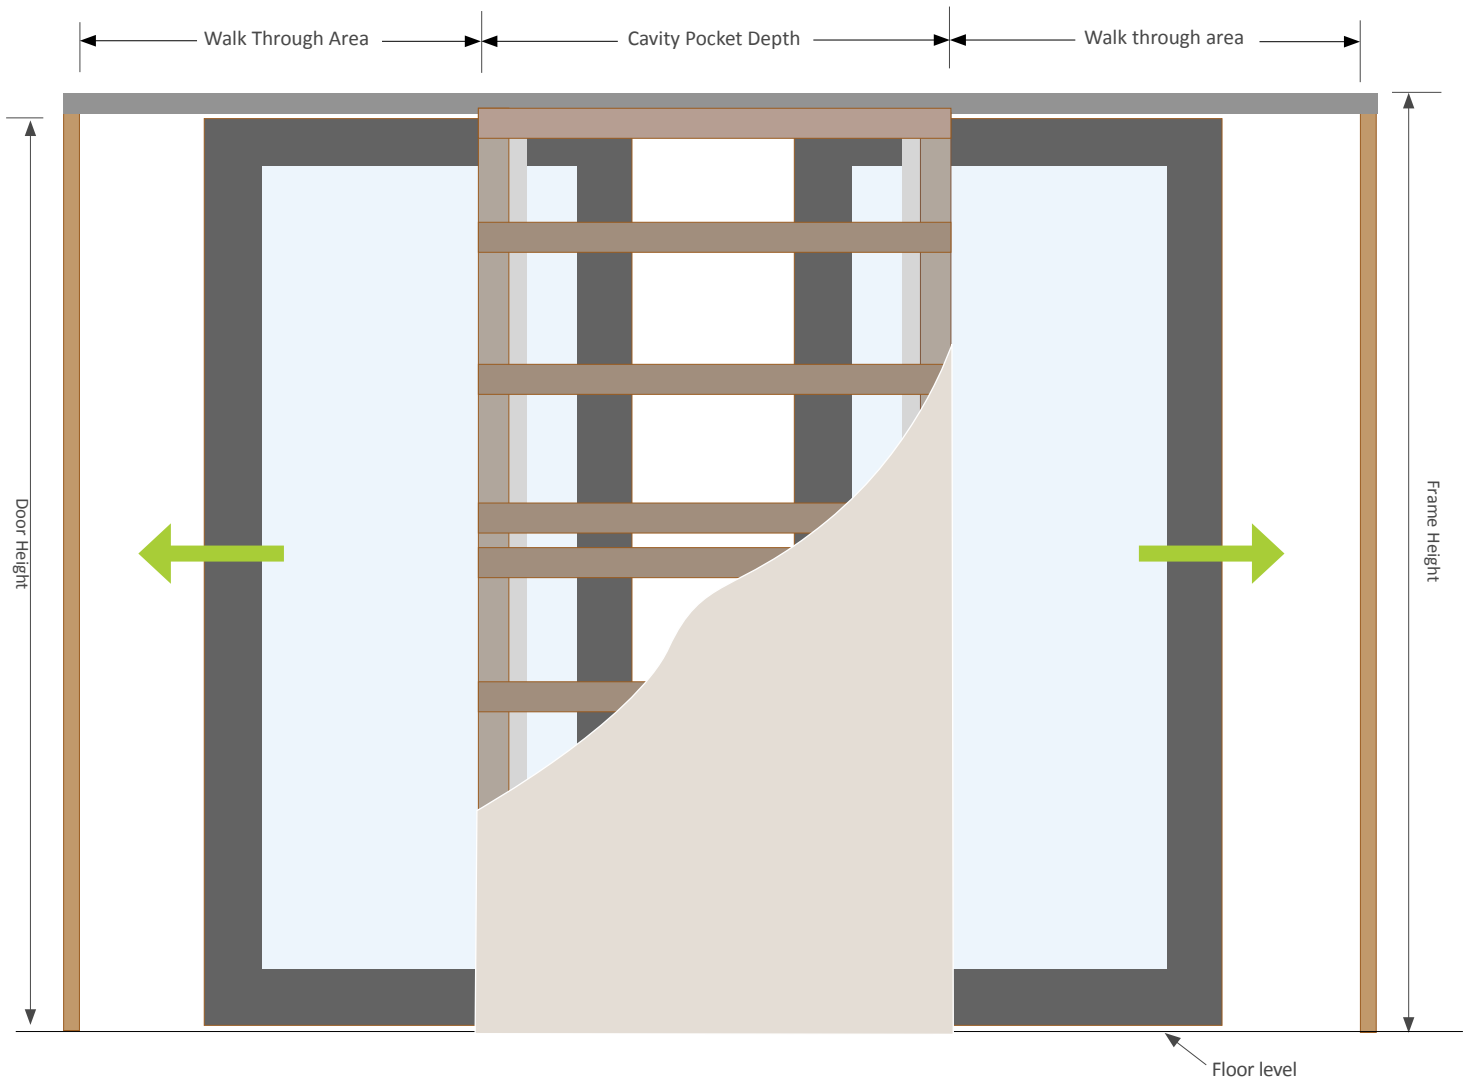 Walk Through Area
Cavity Pocket Depth
Walk through area
Door Height
Frame Height
Floor level